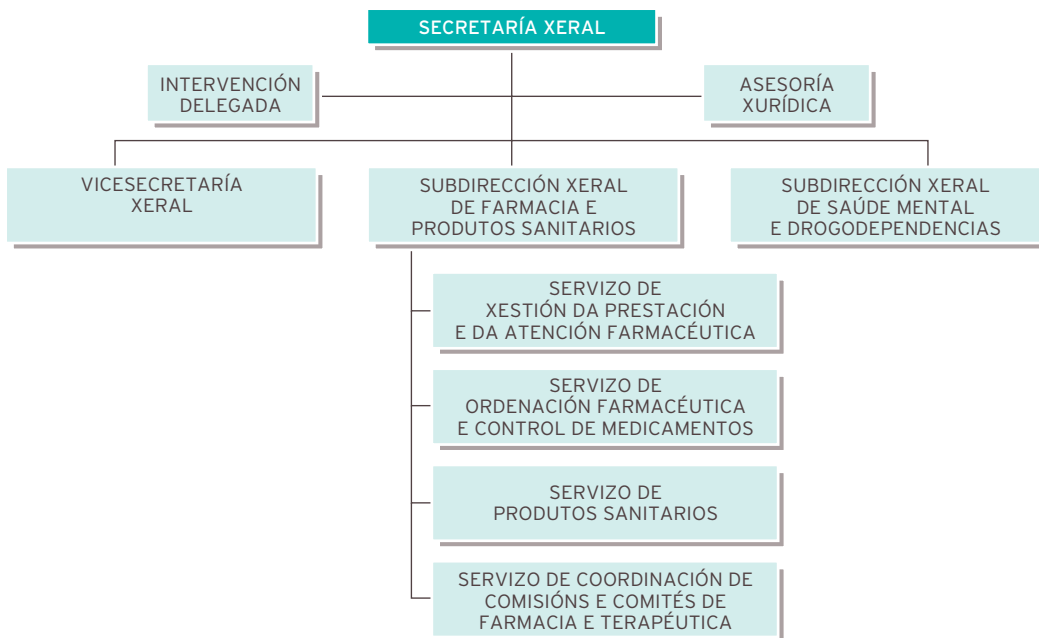 SECRETARÍA XERAL
INTERVENCIÓN
DELEGADA
ASESORÍA
XURÍDICA
VICESECRETARÍA
XERAL
SUBDIRECCIÓN XERAL
DE FARMACIA E
PRODUTOS SANITARIOS
SUBDIRECCIÓN XERAL
DE SAÚDE MENTAL
E DROGODEPENDENCIAS
SERVIZO DE
XESTIÓN DA PRESTACIÓN
E DA ATENCIÓN FARMACÉUTICA
SERVIZO DE
ORDENACIÓN FARMACÉUTICA
E CONTROL DE MEDICAMENTOS
SERVIZO DE
PRODUTOS SANITARIOS
SERVIZO DE COORDINACIÓN DE
COMISIÓNS E COMITÉS DE
FARMACIA E TERAPÉUTICA